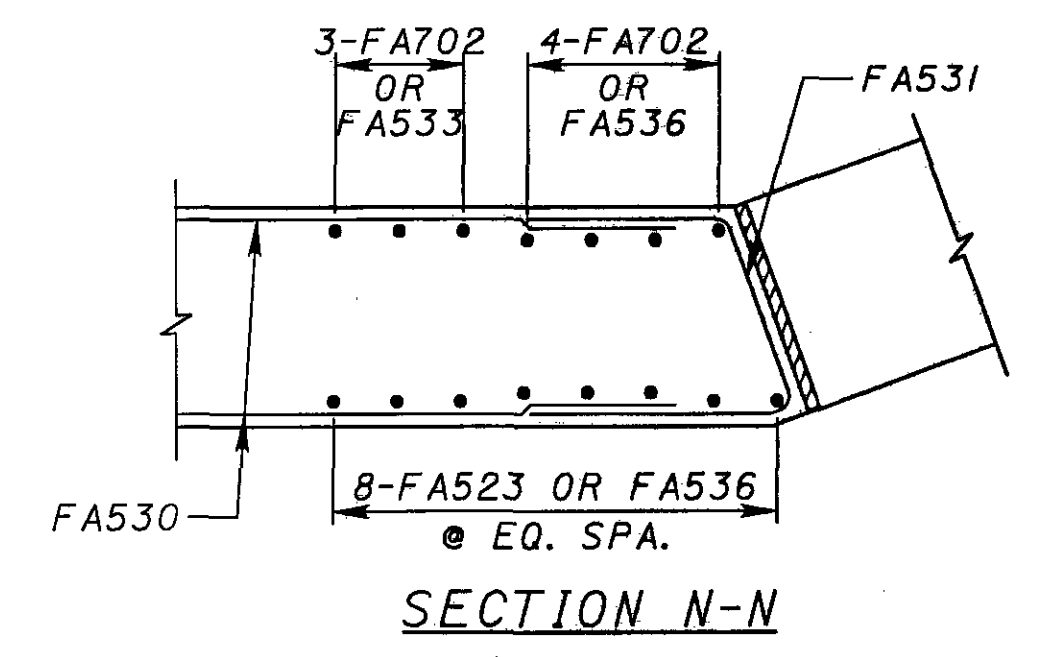 3-FA702
OR
FA533
4-FA702
OR
FA536
FA531
FA530
8-FA523 OR FA536
@ EQ. SPA.
SECTION N-N